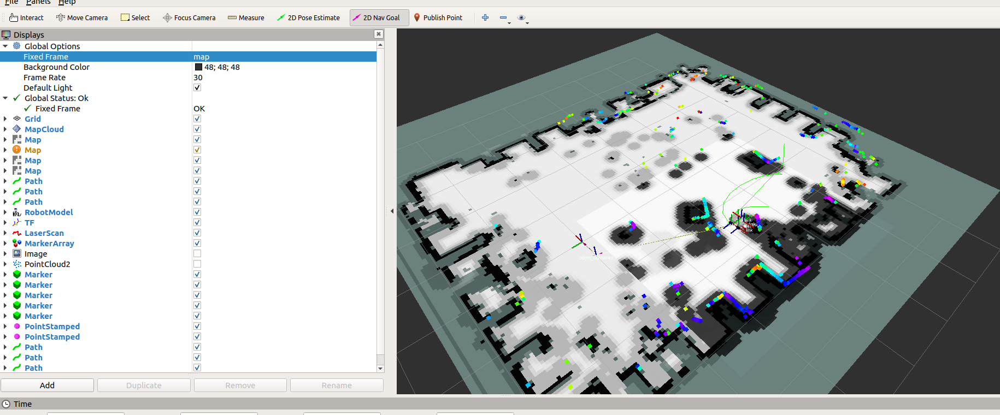 File Panels Help
Interact Move Camera Select Focus Camera Measure 2D Pose Estimate 2D Nav Goal Publish Point
Displays
Global Options
Fixed Frame map
Background Color 48; 48; 48
Frame Rate 30
Default Light
Global Status: Ok
Fixed Frame OK
Grid
MapCloud
Map
Map
Map
Map
Path
Path
Path
RobotModel
TF
LaserScan
MarkerArray
Image
PointCloud2
Marker
Marker
Marker
Marker
Marker
PointStamped
PointStamped
Path
Path
Path
Add Duplicate Remove Rename
Time
link